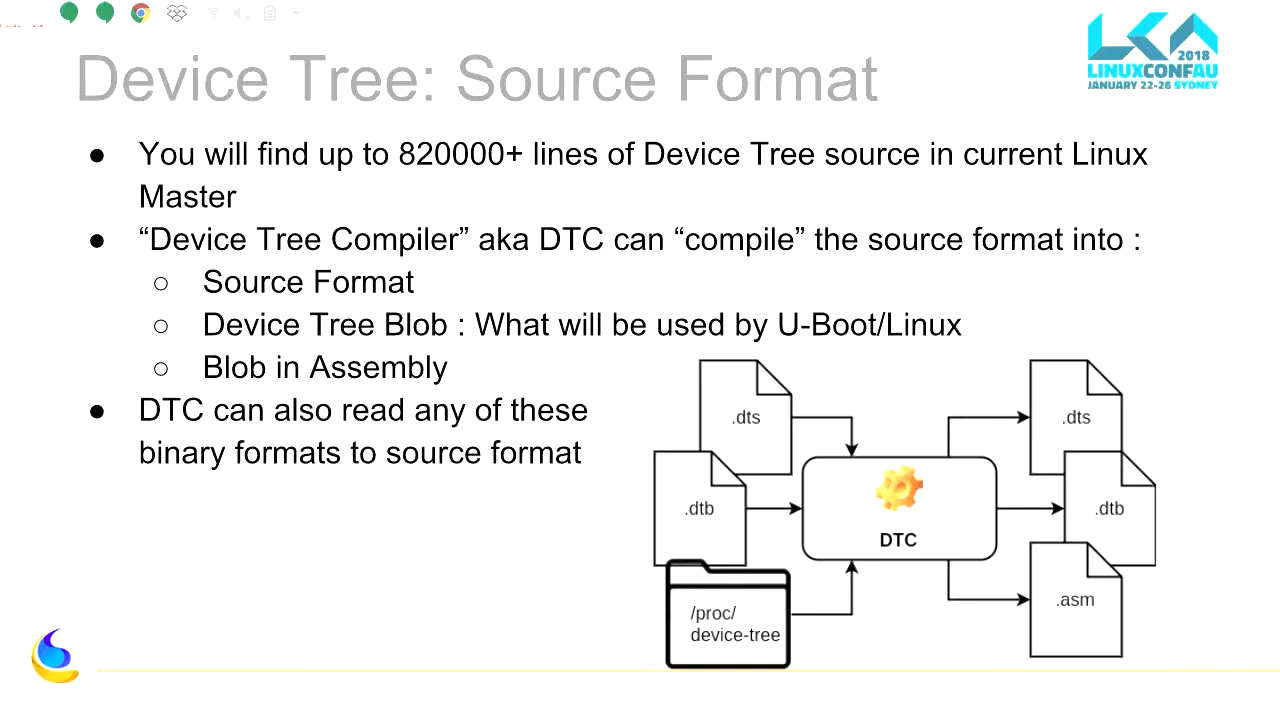 Device Tree: Source Format
2018
LINUXCONFAU
JANUARY 22-26 SYDNEY
● You will find up to 820000+ lines of Device Tree source in current Linux
Master
● “Device Tree Compiler” aka DTC can “compile” the source format into :
○ Source Format
○ Device Tree Blob : What will be used by U-Boot/Linux
○ Blob in Assembly
● DTC can also read any of these
binary formats to source format
.dts
.dts
.dtb
DTC
.dtb
/proc/
device-tree
.asm